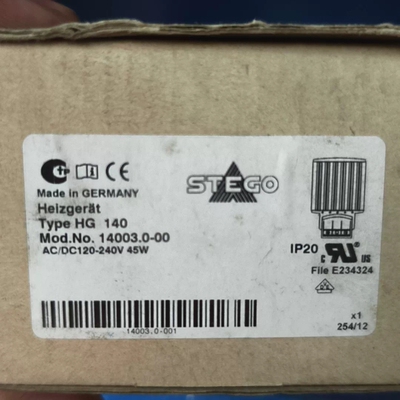 STEGO
Made in GERMANY
Heizgerät
Type HG 140
Mod.No. 14003.0-00
AC/DC120-240V 45W
IP20
File E234324
14003.0-001
x1
254/12